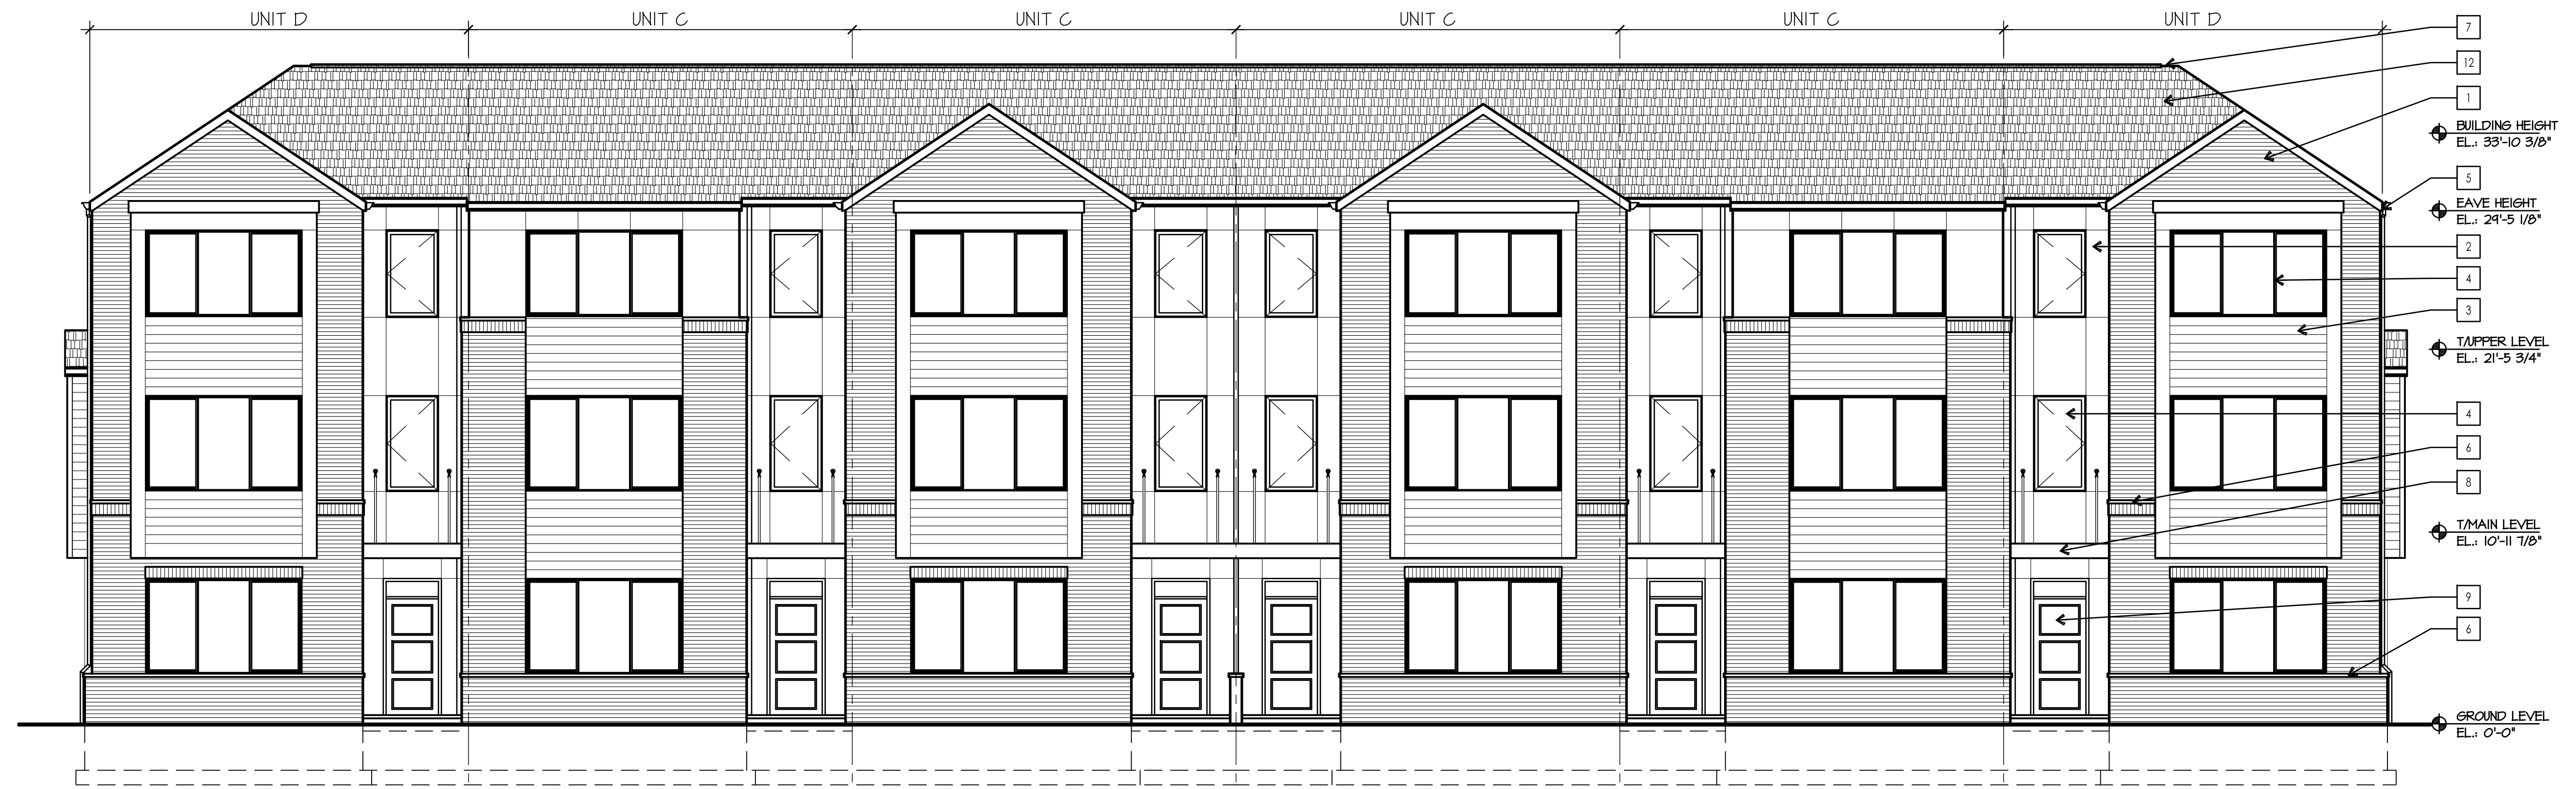 UNIT D UNIT C UNIT C UNIT C UNIT C UNIT D
7
12
1
BUILDING HEIGHT
EL.: 33'-10 3/8"
5
EAVE HEIGHT
EL.: 29'-5 1/8"
2
4
3
T/UPPER LEVEL
EL.: 21'-5 3/4"
4
6
8
T/MAIN LEVEL
EL.: 10'-11 7/8"
9
6
GROUND LEVEL
EL.: 0'-0"